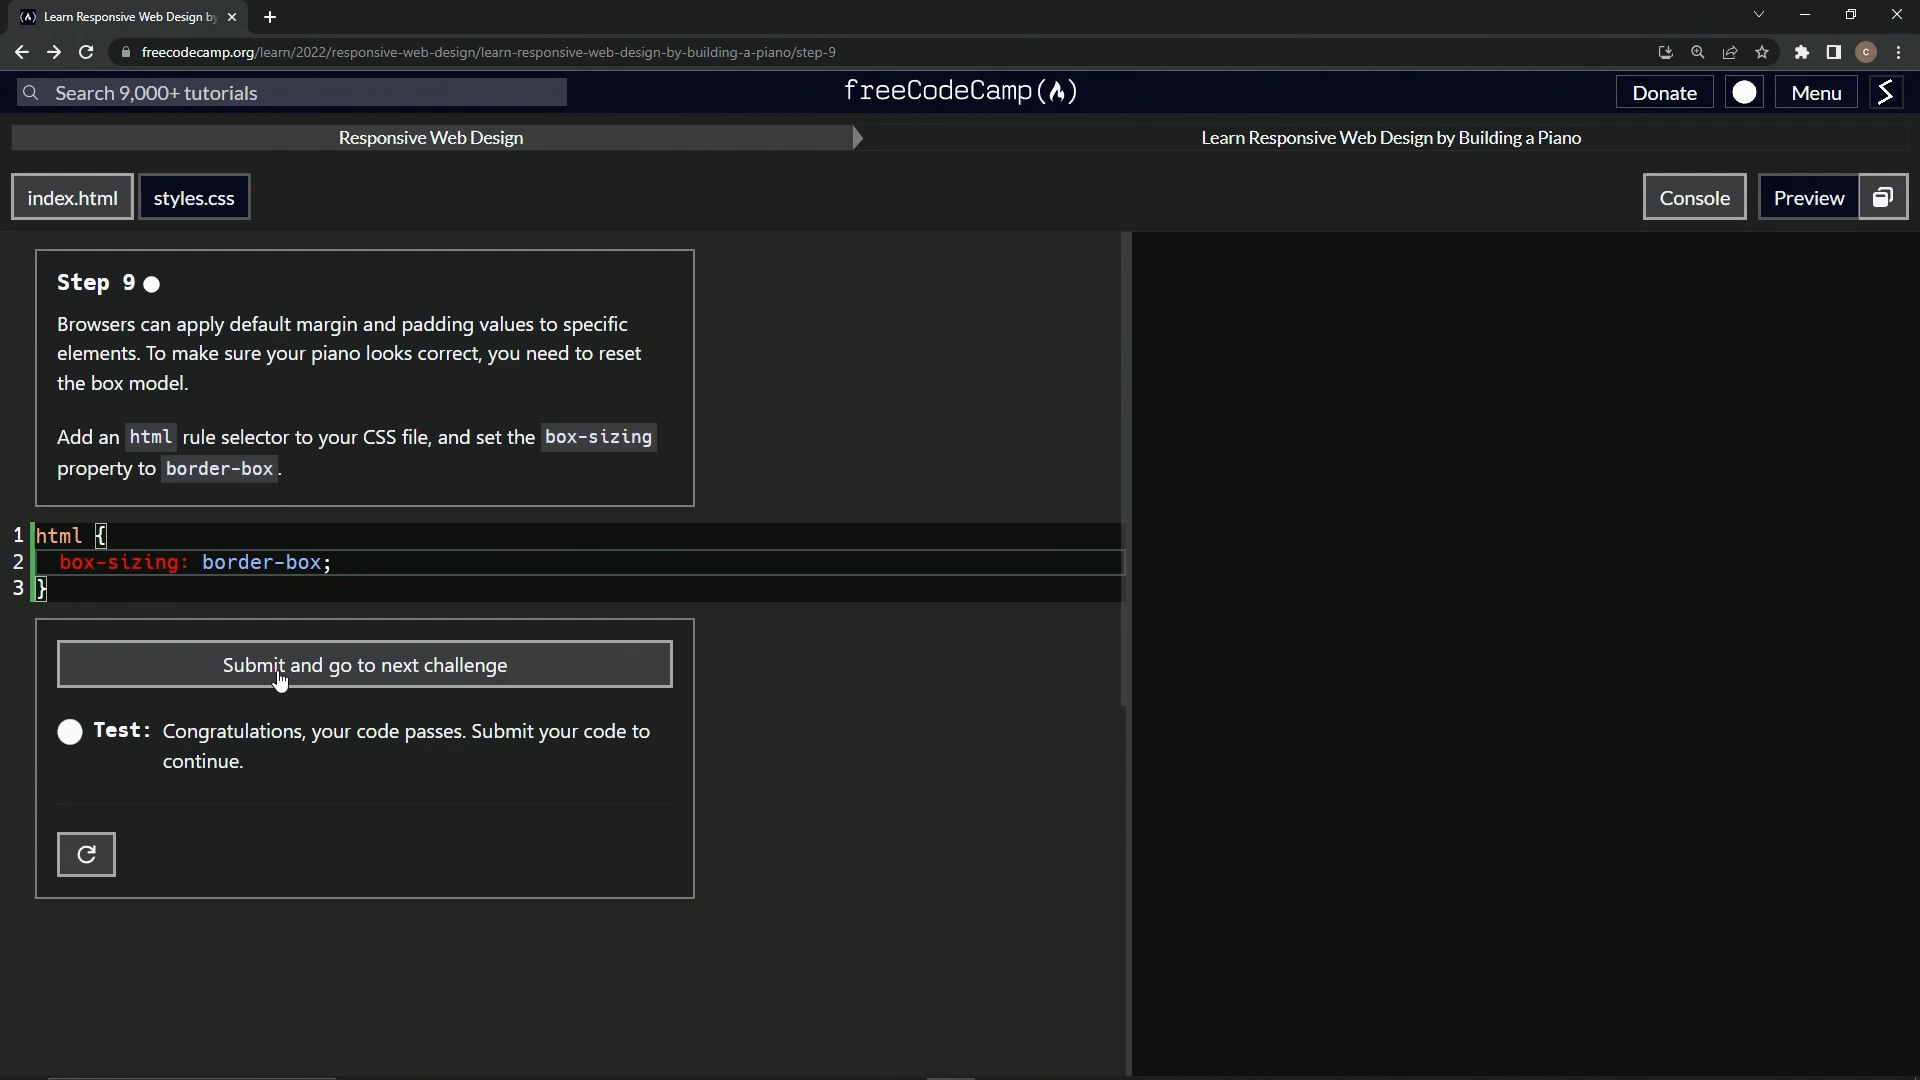 Learn Responsive Web Design by
freecodecamp.org/learn/2022/responsive-web-design/learn-responsive-web-design-by-building-a-piano/step-9
c
Search 9,000+ tutorials
freeCodeCamp
Donate
Menu
Responsive Web Design
Learn Responsive Web Design by Building a Piano
index.html
styles.css
Console
Preview
Step 9
Browsers can apply default margin and padding values to specific
elements. To make sure your piano looks correct, you need to reset
the box model.
Add an html rule selector to your CSS file, and set the box-sizing
property to border-box.
1 html {
2 box-sizing: border-box;
3 }
Submit and go to next challenge
Test: Congratulations, your code passes. Submit your code to
continue.